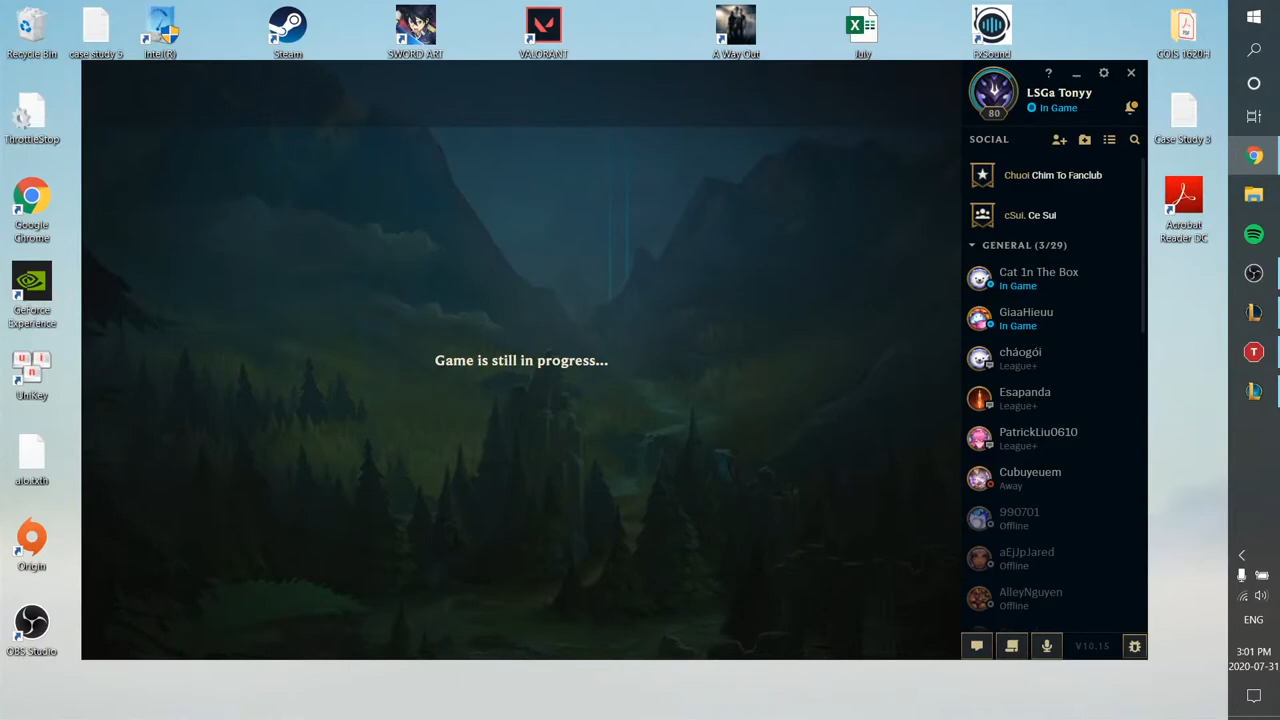 Recycle Bin
case study 5
Intel(R)
Steam
SWORD ART
VALORANT
A Way Out
July
FxSound
COIS 1620H
ThrottleStop
Google
Chrome
GeForce
Experience
UniKey
aio.txth
Origin
OBS Studio
Case Study 3
Acrobat
Reader DC
Game is still in progress...
LSGa Tonyy
In Game
80
SOCIAL
Chuoi Chim To Fanclub
cSui. Ce Sui
GENERAL (3/29)
Cat 1n The Box
In Game
GiaaHieuu
In Game
cháogói
League+
Esapanda
League+
PatrickLiu0610
League+
Cubuyeuem
Away
990701
Offline
aEjJpJared
Offline
AlleyNguyen
Offline
V10.15
ENG
3:01 PM
2020-07-31